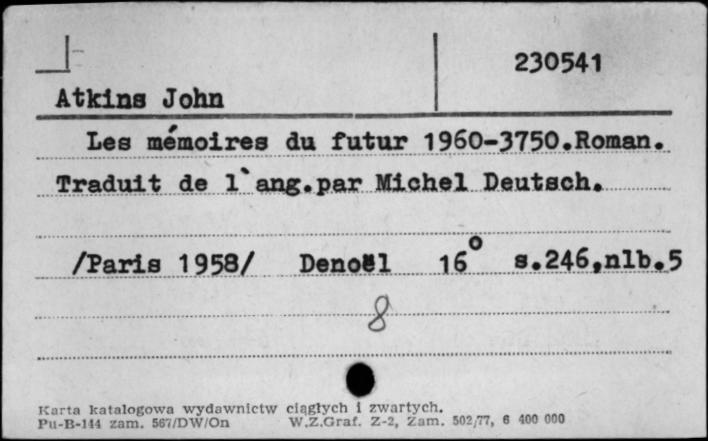 230541
Atkins John
Les mémoires du futur 1960-3750.Roman.
Traduit de l`ang.par Michel Deutsch.
/Paris 1958/ Denoël 16° s.246,nlb.5
8
Karta katalogowa wydawnictw ciągłych i zwartych.
Pu-B-144 zam. 567/DW/On W.Z.Graf. Z-2, Zam. 502/77, 6 400 000